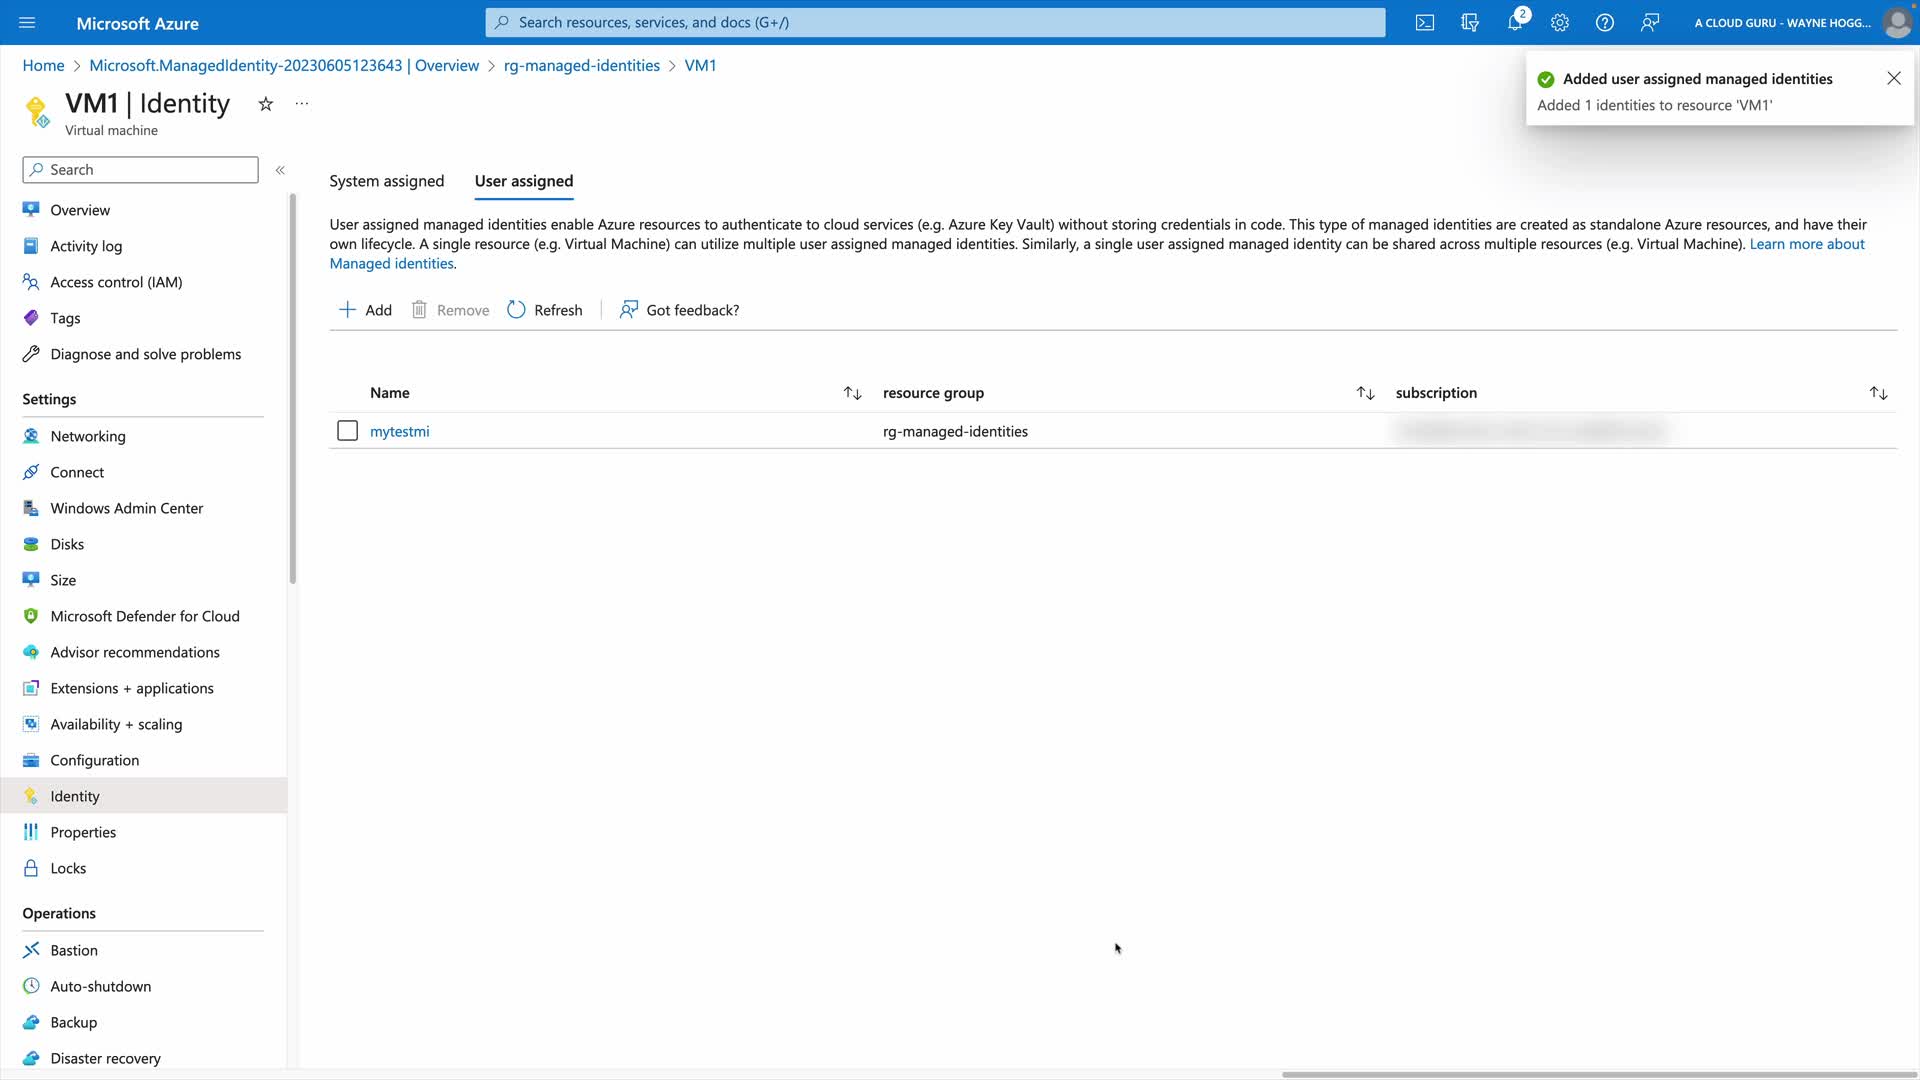 Microsoft Azure
Search resources, services, and docs (G+/)
2
A CLOUD GURU - WAYNE HOGG...
Home > Microsoft.ManagedIdentity-20230605123643 | Overview > rg-managed-identities > VM1
Added user assigned managed identities
Added 1 identities to resource 'VM1'
VM1 | Identity
Virtual machine
Search
Overview
Activity log
Access control (IAM)
Tags
Diagnose and solve problems
Settings
Networking
Connect
Windows Admin Center
Disks
Size
Microsoft Defender for Cloud
Advisor recommendations
Extensions + applications
Availability + scaling
Configuration
Identity
Properties
Locks
Operations
Bastion
Auto-shutdown
Backup
Disaster recovery
System assigned
User assigned
User assigned managed identities enable Azure resources to authenticate to cloud services (e.g. Azure Key Vault) without storing credentials in code. This type of managed identities are created as standalone Azure resources, and have their
own lifecycle. A single resource (e.g. Virtual Machine) can utilize multiple user assigned managed identities. Similarly, a single user assigned managed identity can be shared across multiple resources (e.g. Virtual Machine). Learn more about
Managed identities.
Add
Remove
Refresh
Got feedback?
Name
resource group
subscription
mytestmi
rg-managed-identities